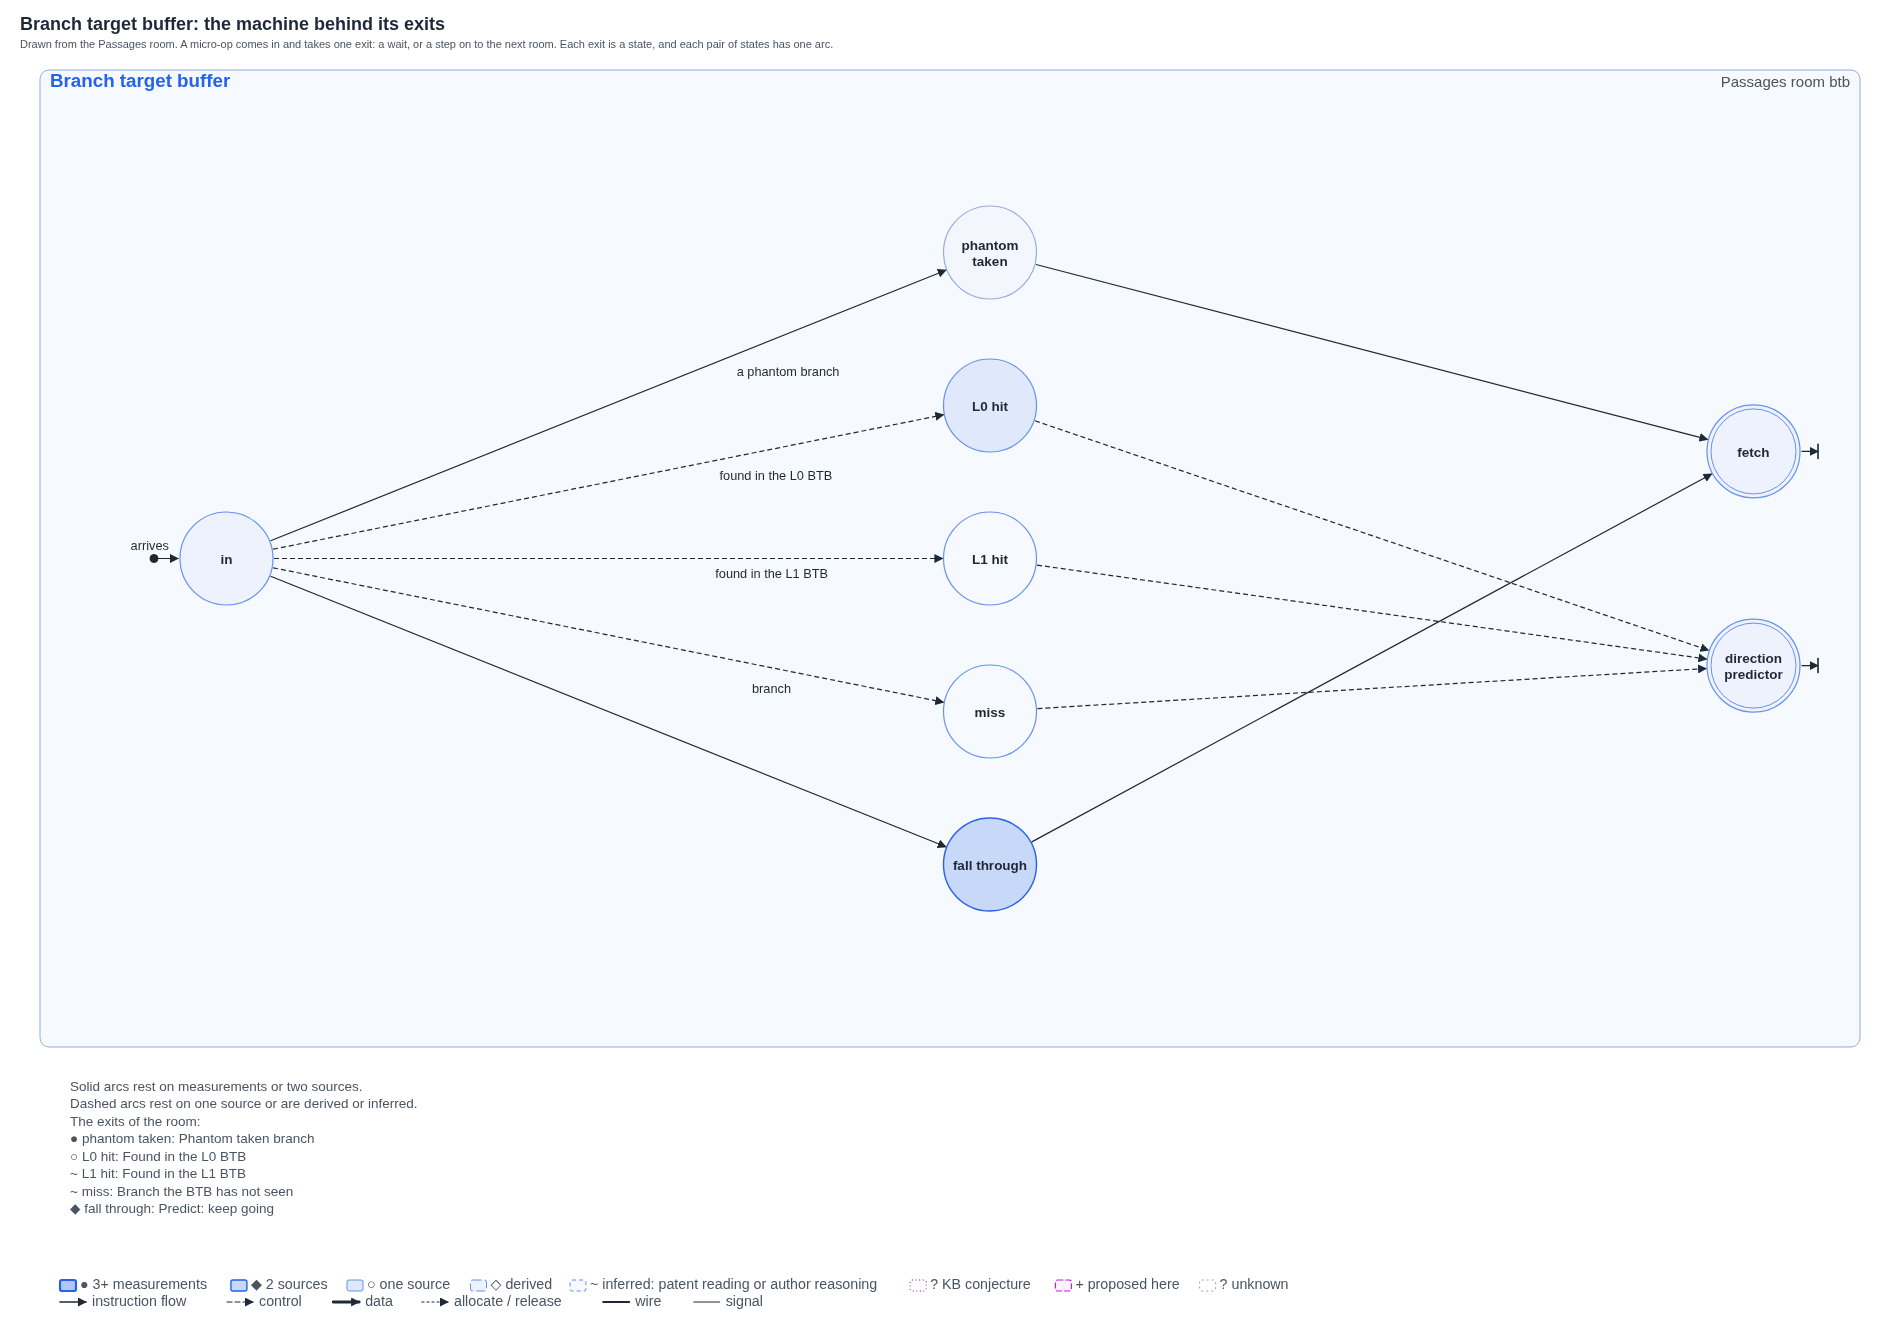 Branch target buffer: the machine behind its exits
Drawn from the Passages room. A micro-op comes in and takes one exit: a wait, or a step on to the next room. Each exit is a state, and each pair of states has one arc.
Branch target buffer
Passages room btb
phantom
taken
a phantom branch
L0 hit
found in the L0 BTB
fetch
arrives
in
L1 hit
found in the L1 BTB
direction
predictor
branch
miss
fall through
Solid arcs rest on measurements or two sources.
Dashed arcs rest on one source or are derived or inferred.
The exits of the room:
● phantom taken: Phantom taken branch
○ L0 hit: Found in the L0 BTB
~ L1 hit: Found in the L1 BTB
~ miss: Branch the BTB has not seen
◆ fall through: Predict: keep going
● 3+ measurements ◆ 2 sources ○ one source ◇ derived ~ inferred: patent reading or author reasoning ? KB conjecture + proposed here ? unknown
instruction flow control data allocate / release wire signal